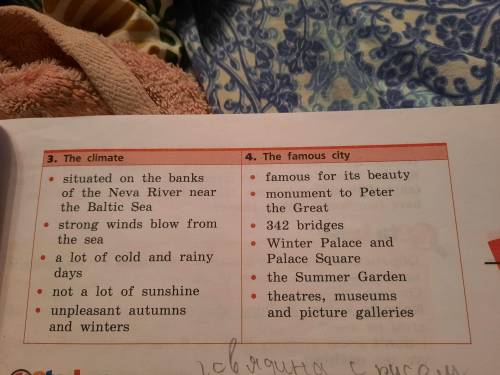 3. The climate
• situated on the banks
of the Neva River near
the Baltic Sea
• strong winds blow from
the sea
• a lot of cold and rainy
days
• not a lot of sunshine
• unpleasant autumns
and winters
4. The famous city
• famous for its beauty
• monument to Peter
the Great
• 342 bridges
• Winter Palace and
Palace Square
• the Summer Garden
• theatres, museums
and picture galleries